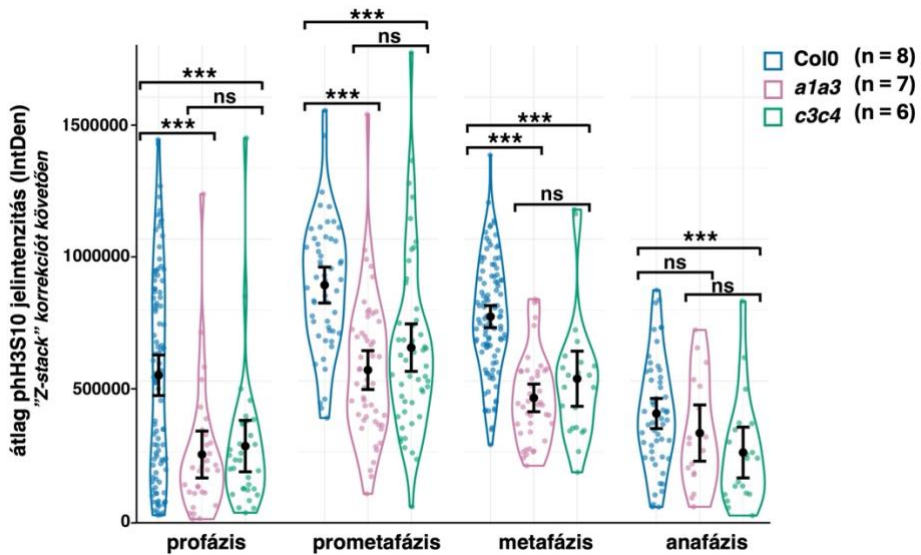 ***
ns
***
***
ns
***
***
***
ns
***
ns
ns
Col0 (n = 8)
a1a3 (n = 7)
c3c4 (n = 6)
átlag phH3S10 jelintenzitás (IntDen)
"Z-stack" korrekciót követően
1500000
1000000
500000
0
profázis
prometafázis
metafázis
anafázis